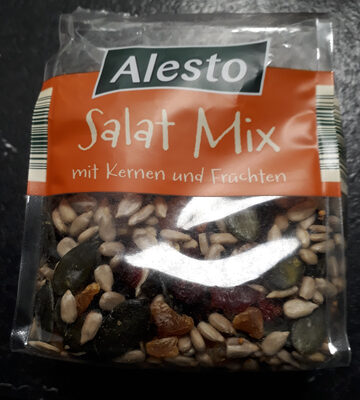 Alesto
Salat Mix
mit Kernen und Früchten